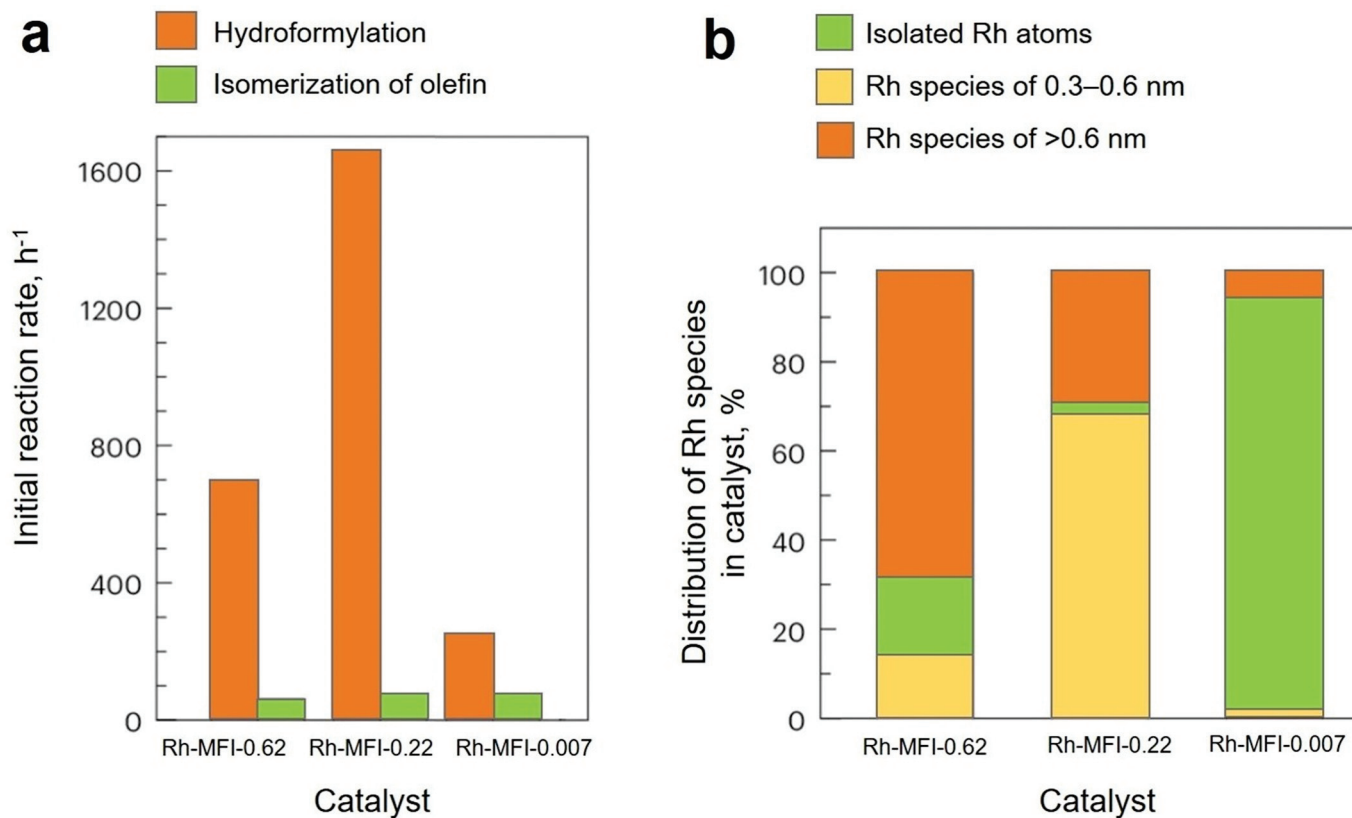 a
Hydroformylation
Isomerization of olefin
Initial reaction rate, h⁻¹
1600
1200
800
400
0
Rh-MFI-0.62 Rh-MFI-0.22 Rh-MFI-0.007
Catalyst
b
Isolated Rh atoms
Rh species of 0.3–0.6 nm
Rh species of >0.6 nm
Distribution of Rh species
in catalyst, %
100
80
60
40
20
0
Rh-MFI-0.62 Rh-MFI-0.22 Rh-MFI-0.007
Catalyst